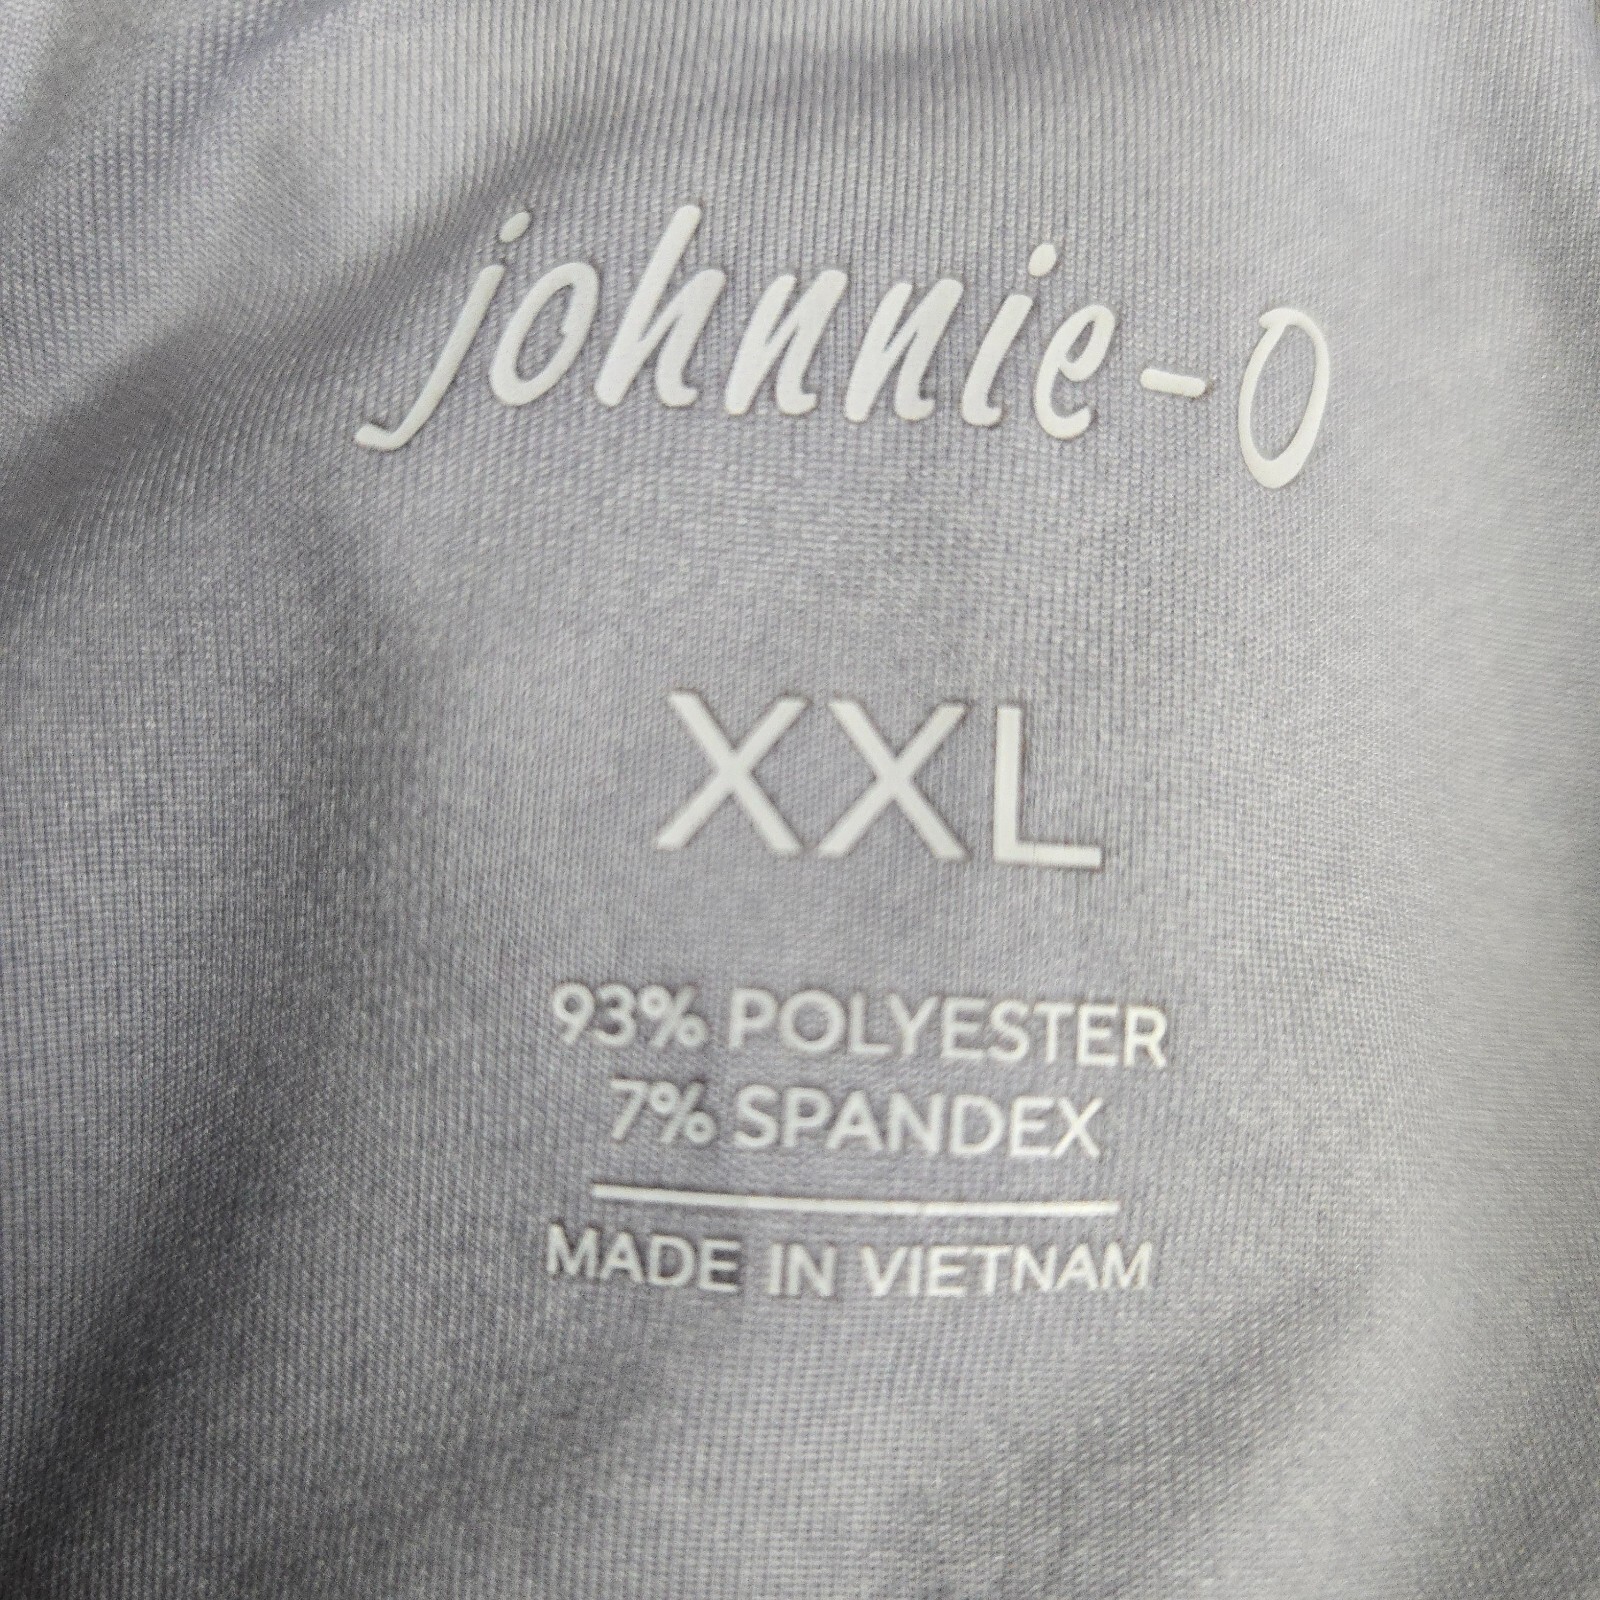 johnnie-O
XXL
93% POLYESTER
7% SPANDEX
MADE IN VIETNAM